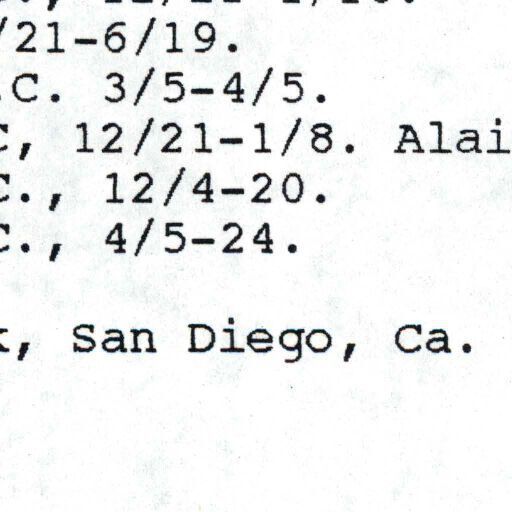 /21-6/19.
.C. 3/5-4/5.
C, 12/21-1/8. Alai
C., 12/4-20.
C., 4/5-24.
k, San Diego, Ca.